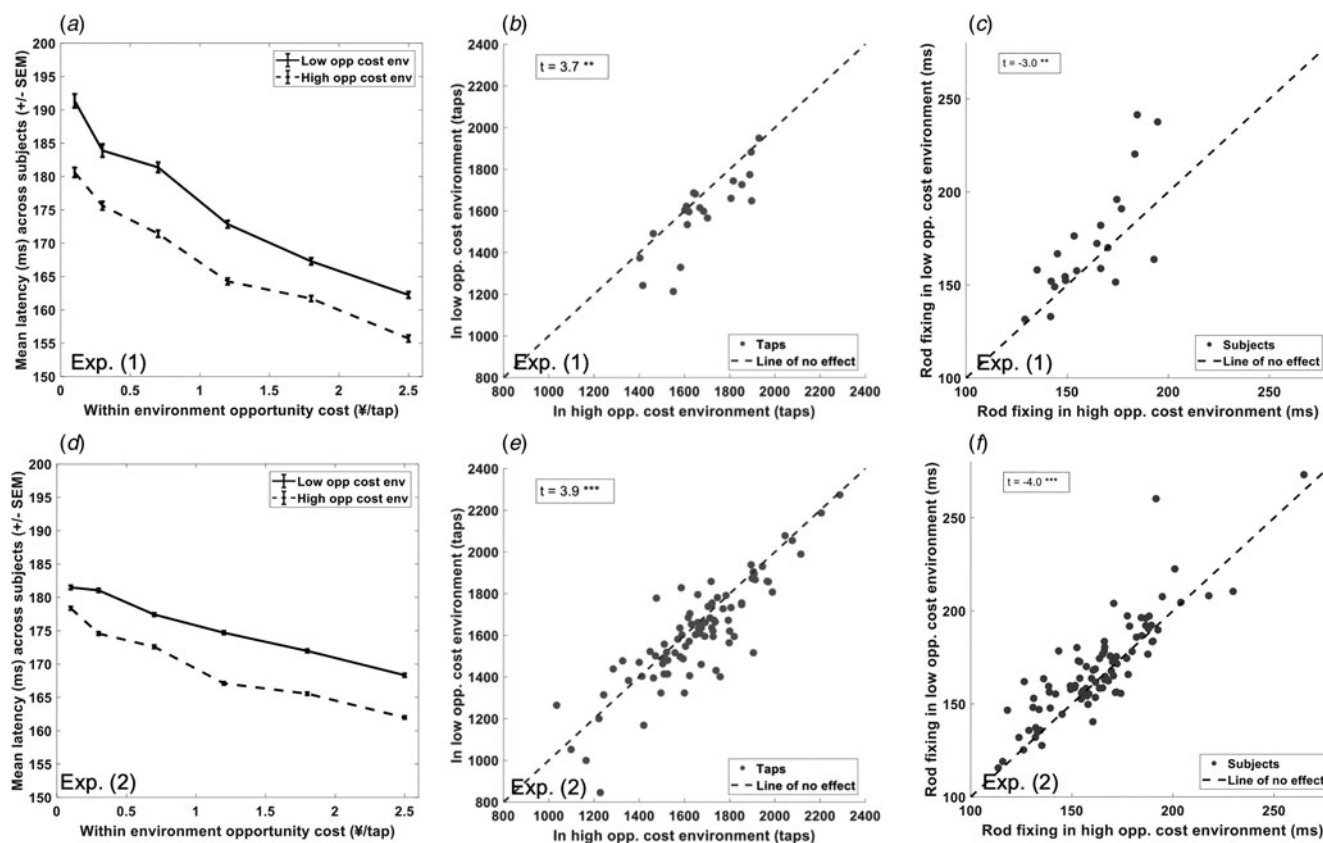 (a)
Mean latency (ms) across subjects (+/- SEM)
200
195
190
185
180
175
170
165
160
155
150
Low opp cost env
High opp cost env
Exp. (1)
0 0.5 1 1.5 2 2.5
Within environment opportunity cost (¥/tap)
(b)
In low opp. cost environment (taps)
2400
2200
2000
1800
1600
1400
1200
1000
800
t = 3.7 **
Taps
Line of no effect
Exp. (1)
800 1000 1200 1400 1600 1800 2000 2200 2400
In high opp. cost environment (taps)
(c)
Rod fixing in low opp. cost environment (ms)
250
200
150
100
t = -3.0 **
Subjects
Line of no effect
Exp. (1)
100 150 200 250
Rod fixing in high opp. cost environment (ms)
(d)
Mean latency (ms) across subjects (+/- SEM)
200
195
190
185
180
175
170
165
160
155
150
Low opp cost env
High opp cost env
Exp. (2)
0 0.5 1 1.5 2 2.5
Within environment opportunity cost (¥/tap)
(e)
In low opp. cost environment (taps)
2400
2200
2000
1800
1600
1400
1200
1000
800
t = 3.9 ***
Taps
Line of no effect
Exp. (2)
800 1000 1200 1400 1600 1800 2000 2200 2400
In high opp. cost environment (taps)
(f)
Rod fixing in low opp. cost environment (ms)
250
200
150
100
t = -4.0 ***
Subjects
Line of no effect
Exp. (2)
100 150 200 250
Rod fixing in high opp. cost environment (ms)